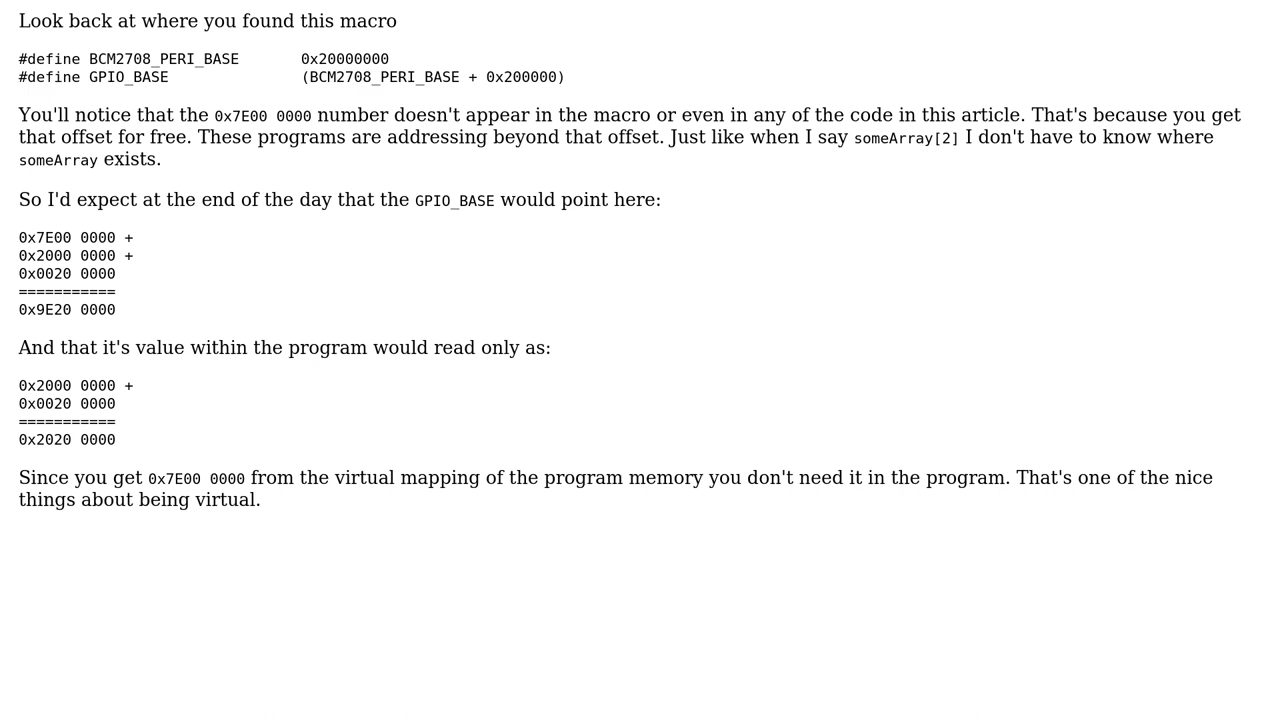 Look back at where you found this macro
#define BCM2708_PERI_BASE       0x20000000
#define GPIO_BASE               (BCM2708_PERI_BASE + 0x200000)
You'll notice that the 0x7E00 0000 number doesn't appear in the macro or even in any of the code in this article. That's because you get
that offset for free. These programs are addressing beyond that offset. Just like when I say someArray[2] I don't have to know where
someArray exists.
So I'd expect at the end of the day that the GPIO_BASE would point here:
0x7E00 0000 +
0x2000 0000 +
0x0020 0000
===========
0x9E20 0000
And that it's value within the program would read only as:
0x2000 0000 +
0x0020 0000
===========
0x2020 0000
Since you get 0x7E00 0000 from the virtual mapping of the program memory you don't need it in the program. That's one of the nice
things about being virtual.